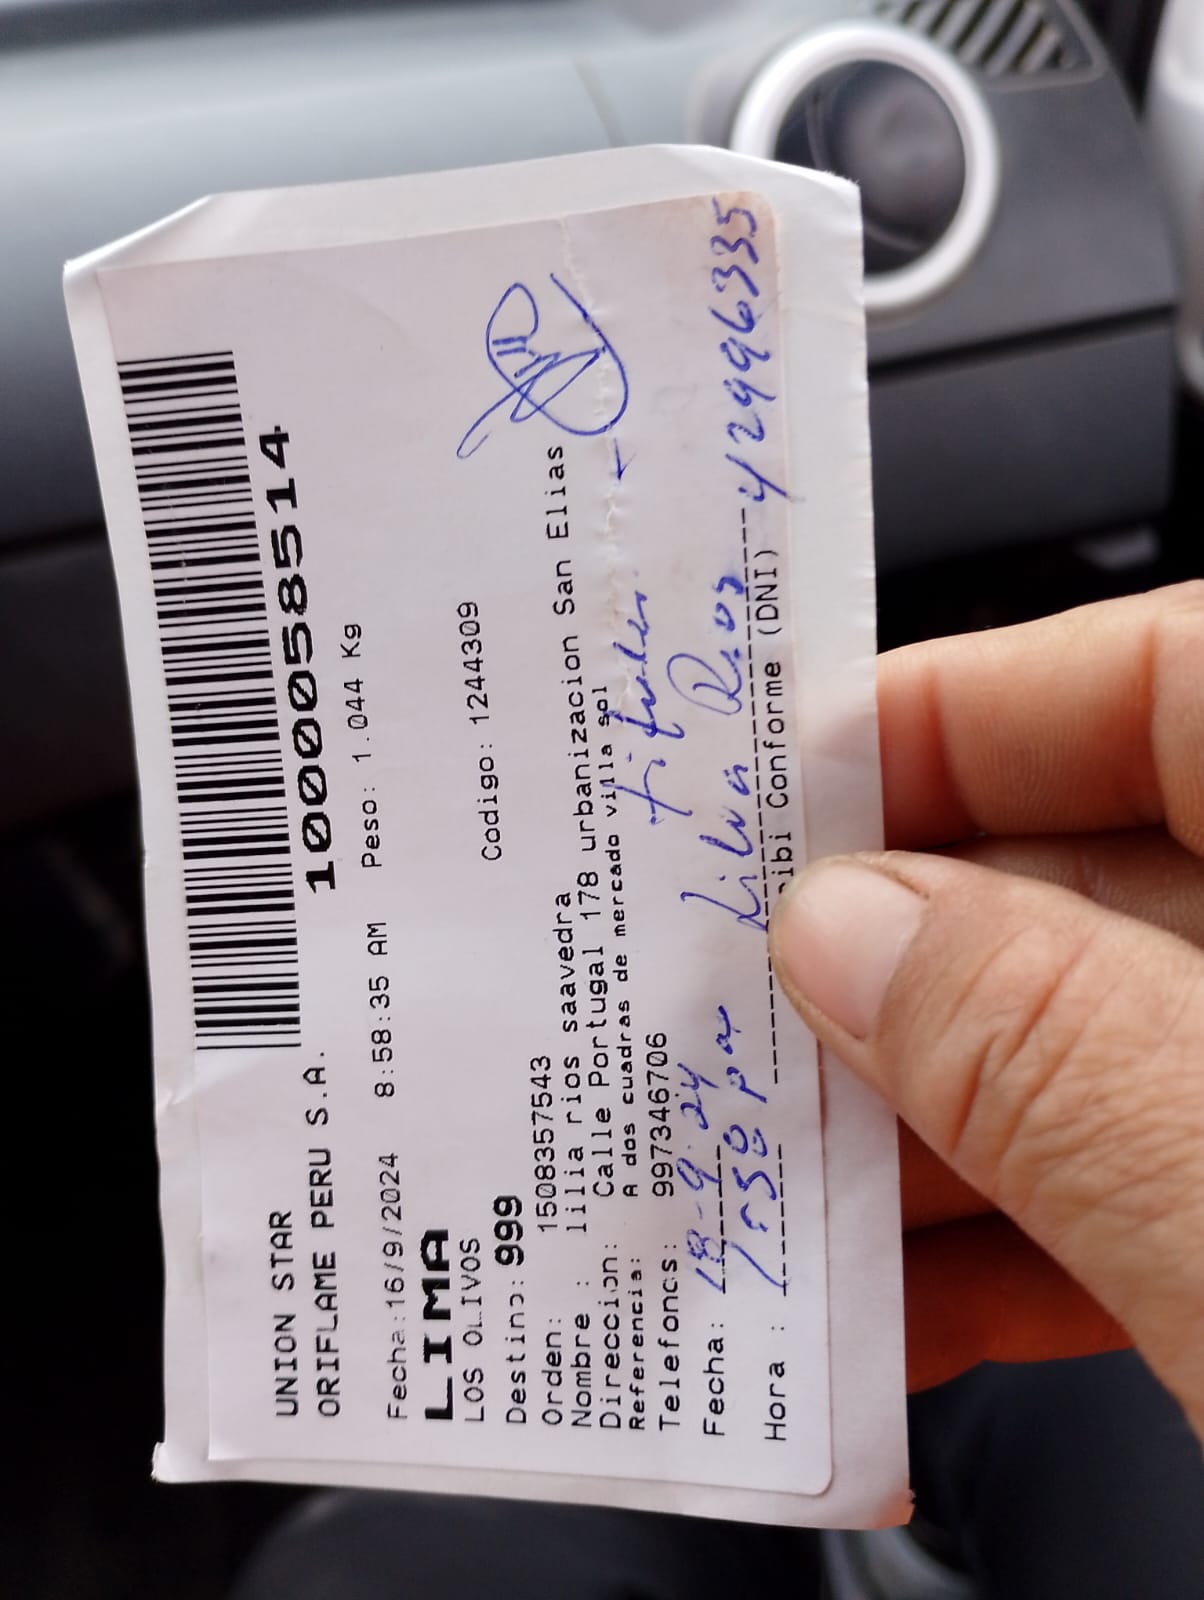 UNION STAR
ORIFLAME PERU S.A.
1000058514
Fecha:16/9/2024 8:58:35 AM Peso: 1.044 Kg
LIMA
LOS OLIVOS
Destino: 999 Codigo: 1244309
Orden: 1508357543
Nombre : lilia rios saavedra
Direccion: Calle Portugal 178 urbanizacion San Elias
Referencia: A dos cuadras de mercado villa sol
Telefonos: 997346706
titular
Fecha: 18-9-24
Lilia Rios 42996335
Hora : 1:50 pm
ibi Conforme (DNI)